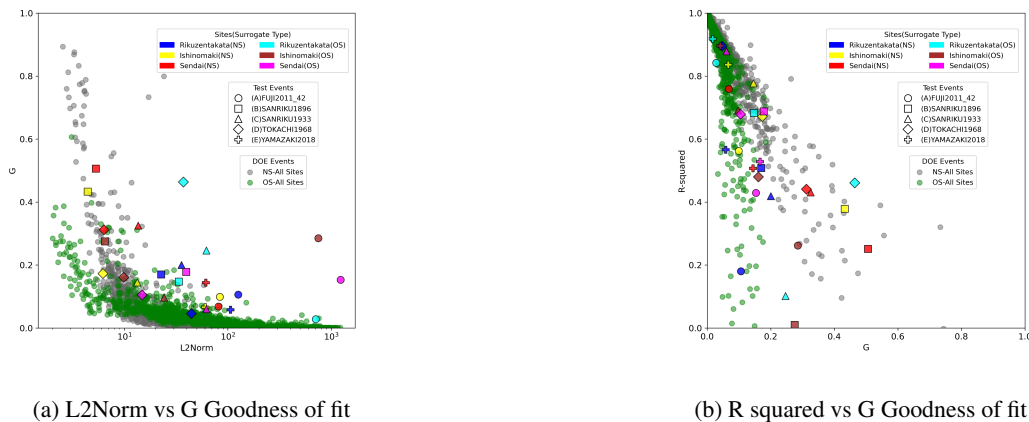 Sites(Surrogate Type)
Rikuzentakata(NS) Rikuzentakata(OS)
Ishinomaki(NS) Ishinomaki(OS)
Sendai(NS) Sendai(OS)
Test Events
(A)FUJI2011_42
(B)SANRIKU1896
(C)SANRIKU1933
(D)TOKACHI1968
(E)YAMAZAKI2018
DOE Events
NS-All Sites
OS-All Sites
G
1.0
0.8
0.6
0.4
0.2
0.0
10¹ 10² 10³
L2Norm
(a) L2Norm vs G Goodness of fit
Sites(Surrogate Type)
Rikuzentakata(NS) Rikuzentakata(OS)
Ishinomaki(NS) Ishinomaki(OS)
Sendai(NS) Sendai(OS)
Test Events
(A)FUJI2011_42
(B)SANRIKU1896
(C)SANRIKU1933
(D)TOKACHI1968
(E)YAMAZAKI2018
DOE Events
NS-All Sites
OS-All Sites
R-squared
1.0
0.8
0.6
0.4
0.2
0.0
0.0 0.2 0.4 0.6 0.8 1.0
G
(b) R squared vs G Goodness of fit